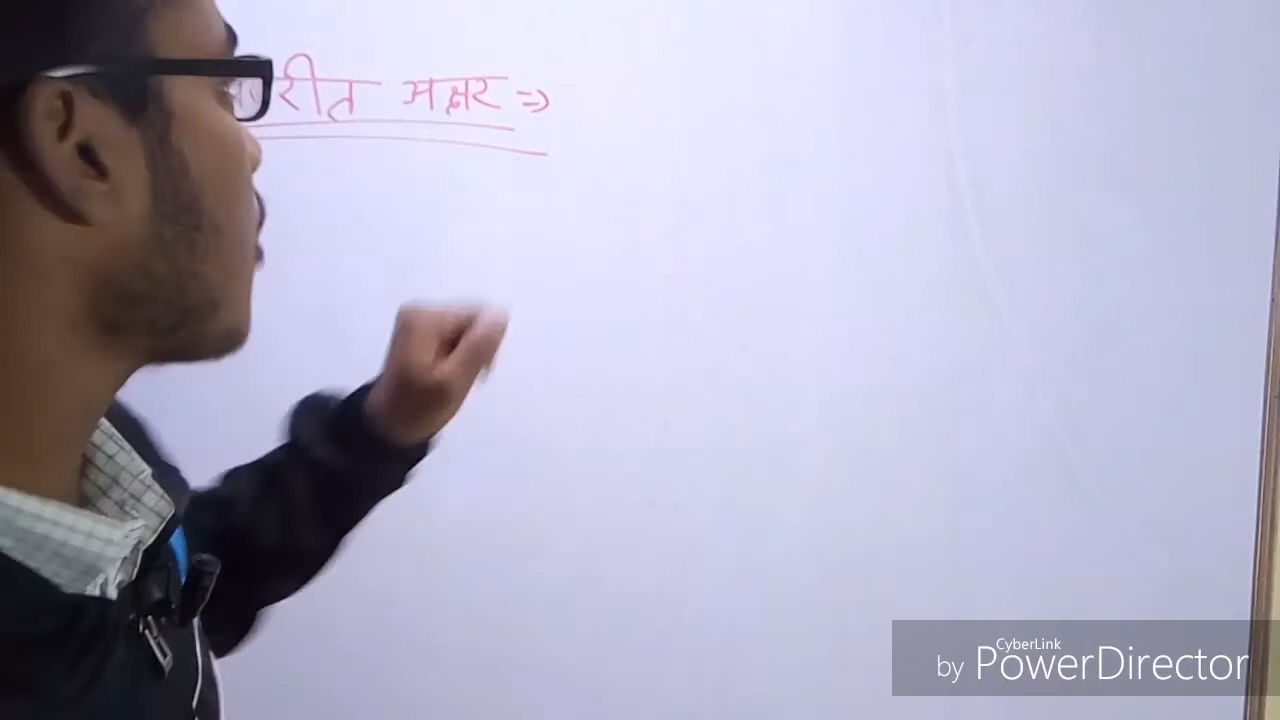 अक्षर =>
CyberLink
by PowerDirector